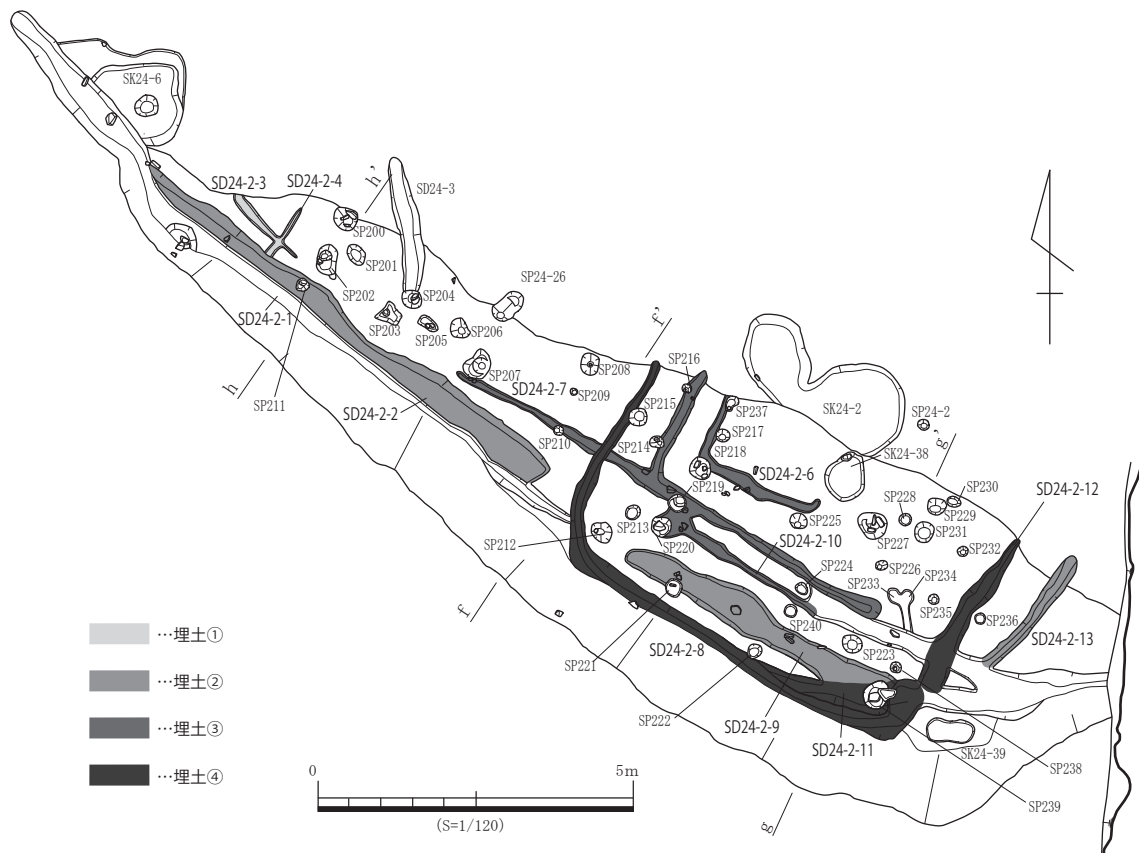 SK24-6
SD24-2-3
SD24-2-4
h'
SD24-3
SP200
SP201
SP202
SP24-26
SP204
SP203
SP205
SP206
SD24-2-1
h
SP211
SD24-2-2
SP207
SD24-2-7
SP208
SP209
f'
SP216
SP215
SP210
SP214
SP237
SP217
SP218
SK24-2
SP24-2
g'
SK24-38
SD24-2-6
SP219
SP230
SP228
SP229
SD24-2-12
SP225
SP227
SP231
SP213
SP212
SP220
SD24-2-10
SP232
SP224
SP226
SP233
SP234
SP235
SP236
SD24-2-13
f
SP240
SP221
SD24-2-8
SP223
SP222
SD24-2-9
SD24-2-11
SK24-39
SP238
SP239
g
…埋土①
…埋土②
…埋土③
…埋土④
0
5m
(S=1/120)